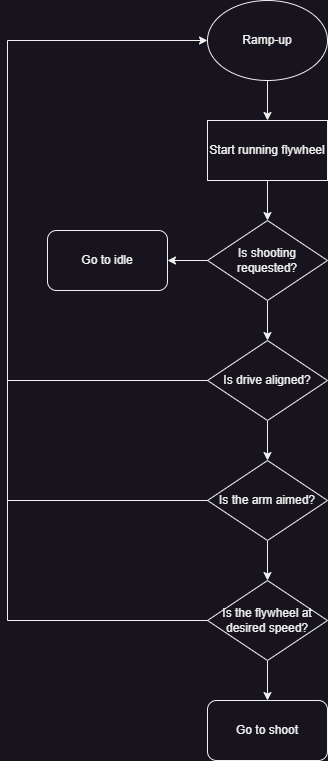 Ramp-up
Start running flywheel
Is shooting
requested?
Go to idle
Is drive aligned?
Is the arm aimed?
Is the flywheel at
desired speed?
Go to shoot